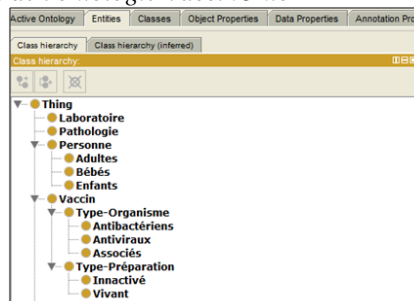 Active Ontology Entities Classes Object Properties Data Properties Annotation Pro
Class hierarchy Class hierarchy (inferred)
Class hierarchy:
Thing
Laboratoire
Pathologie
Personne
Adultes
Bébés
Enfants
Vaccin
Type-Organisme
Antibactériens
Antiviraux
Associés
Type-Préparation
Innactivé
Vivant